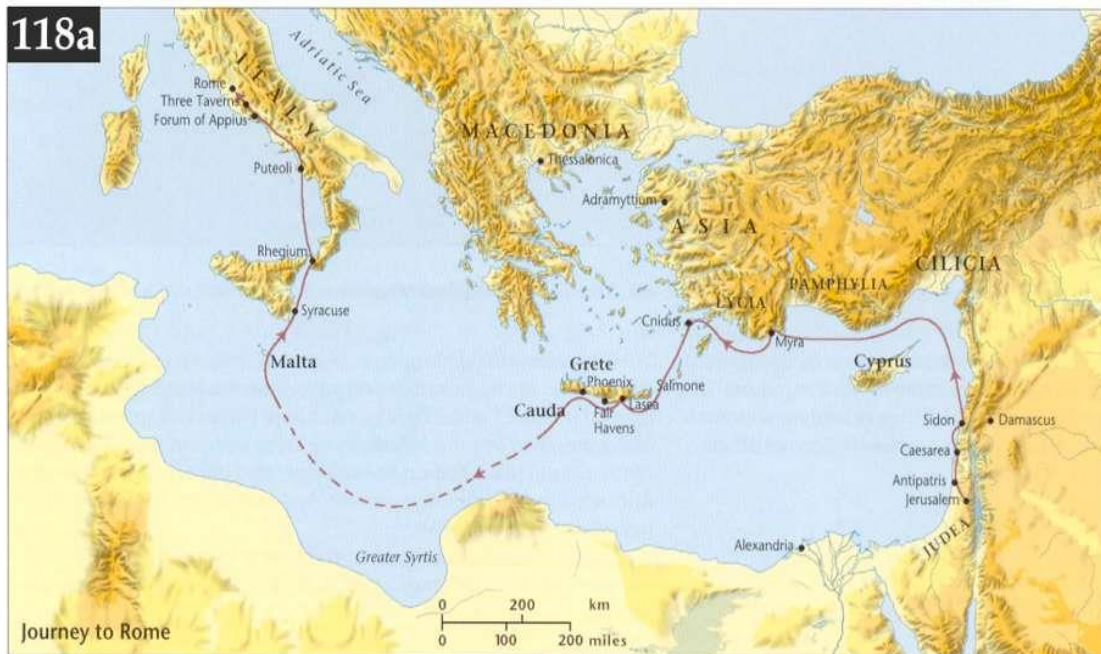 118a
Adriatic Sea
ITALY
Rome
Three Taverns
Forum of Appius
MACEDONIA
Thessalonica
Puteoli
Adramyttium
ASIA
Rhegium
CILICIA
PAMPHYLIA
LYCIA
Syracuse
Cnidus
Myra
Malta
Grete
Cyprus
Phoenix
Salmone
Lasea
Cauda
Fair
Havens
Sidon
Damascus
Caesarea
Antipatris
Jerusalem
JUDEA
Alexandria
Greater Syrtis
0 200 km
0 100 200 miles
Journey to Rome